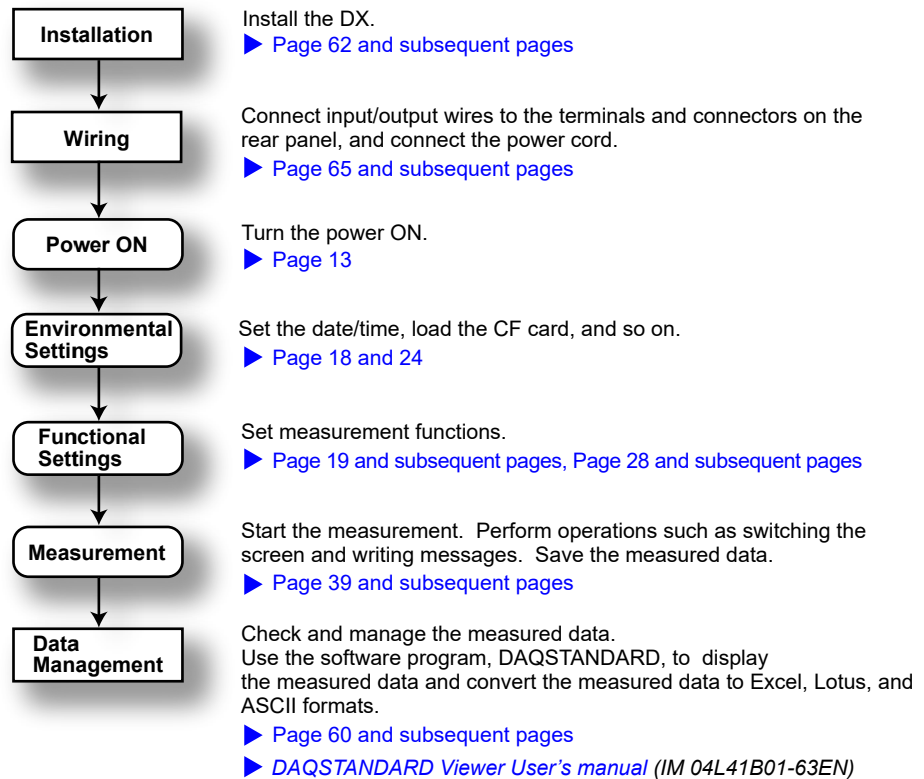 Installation
Install the DX.
Page 62 and subsequent pages
Wiring
Connect input/output wires to the terminals and connectors on the
rear panel, and connect the power cord.
Page 65 and subsequent pages
Power ON
Turn the power ON.
Page 13
Environmental
Settings
Set the date/time, load the CF card, and so on.
Page 18 and 24
Functional
Settings
Set measurement functions.
Page 19 and subsequent pages, Page 28 and subsequent pages
Measurement
Start the measurement. Perform operations such as switching the
screen and writing messages. Save the measured data.
Page 39 and subsequent pages
Data
Management
Check and manage the measured data.
Use the software program, DAQSTANDARD, to display
the measured data and convert the measured data to Excel, Lotus, and
ASCII formats.
Page 60 and subsequent pages
DAQSTANDARD Viewer User's manual (IM 04L41B01-63EN)